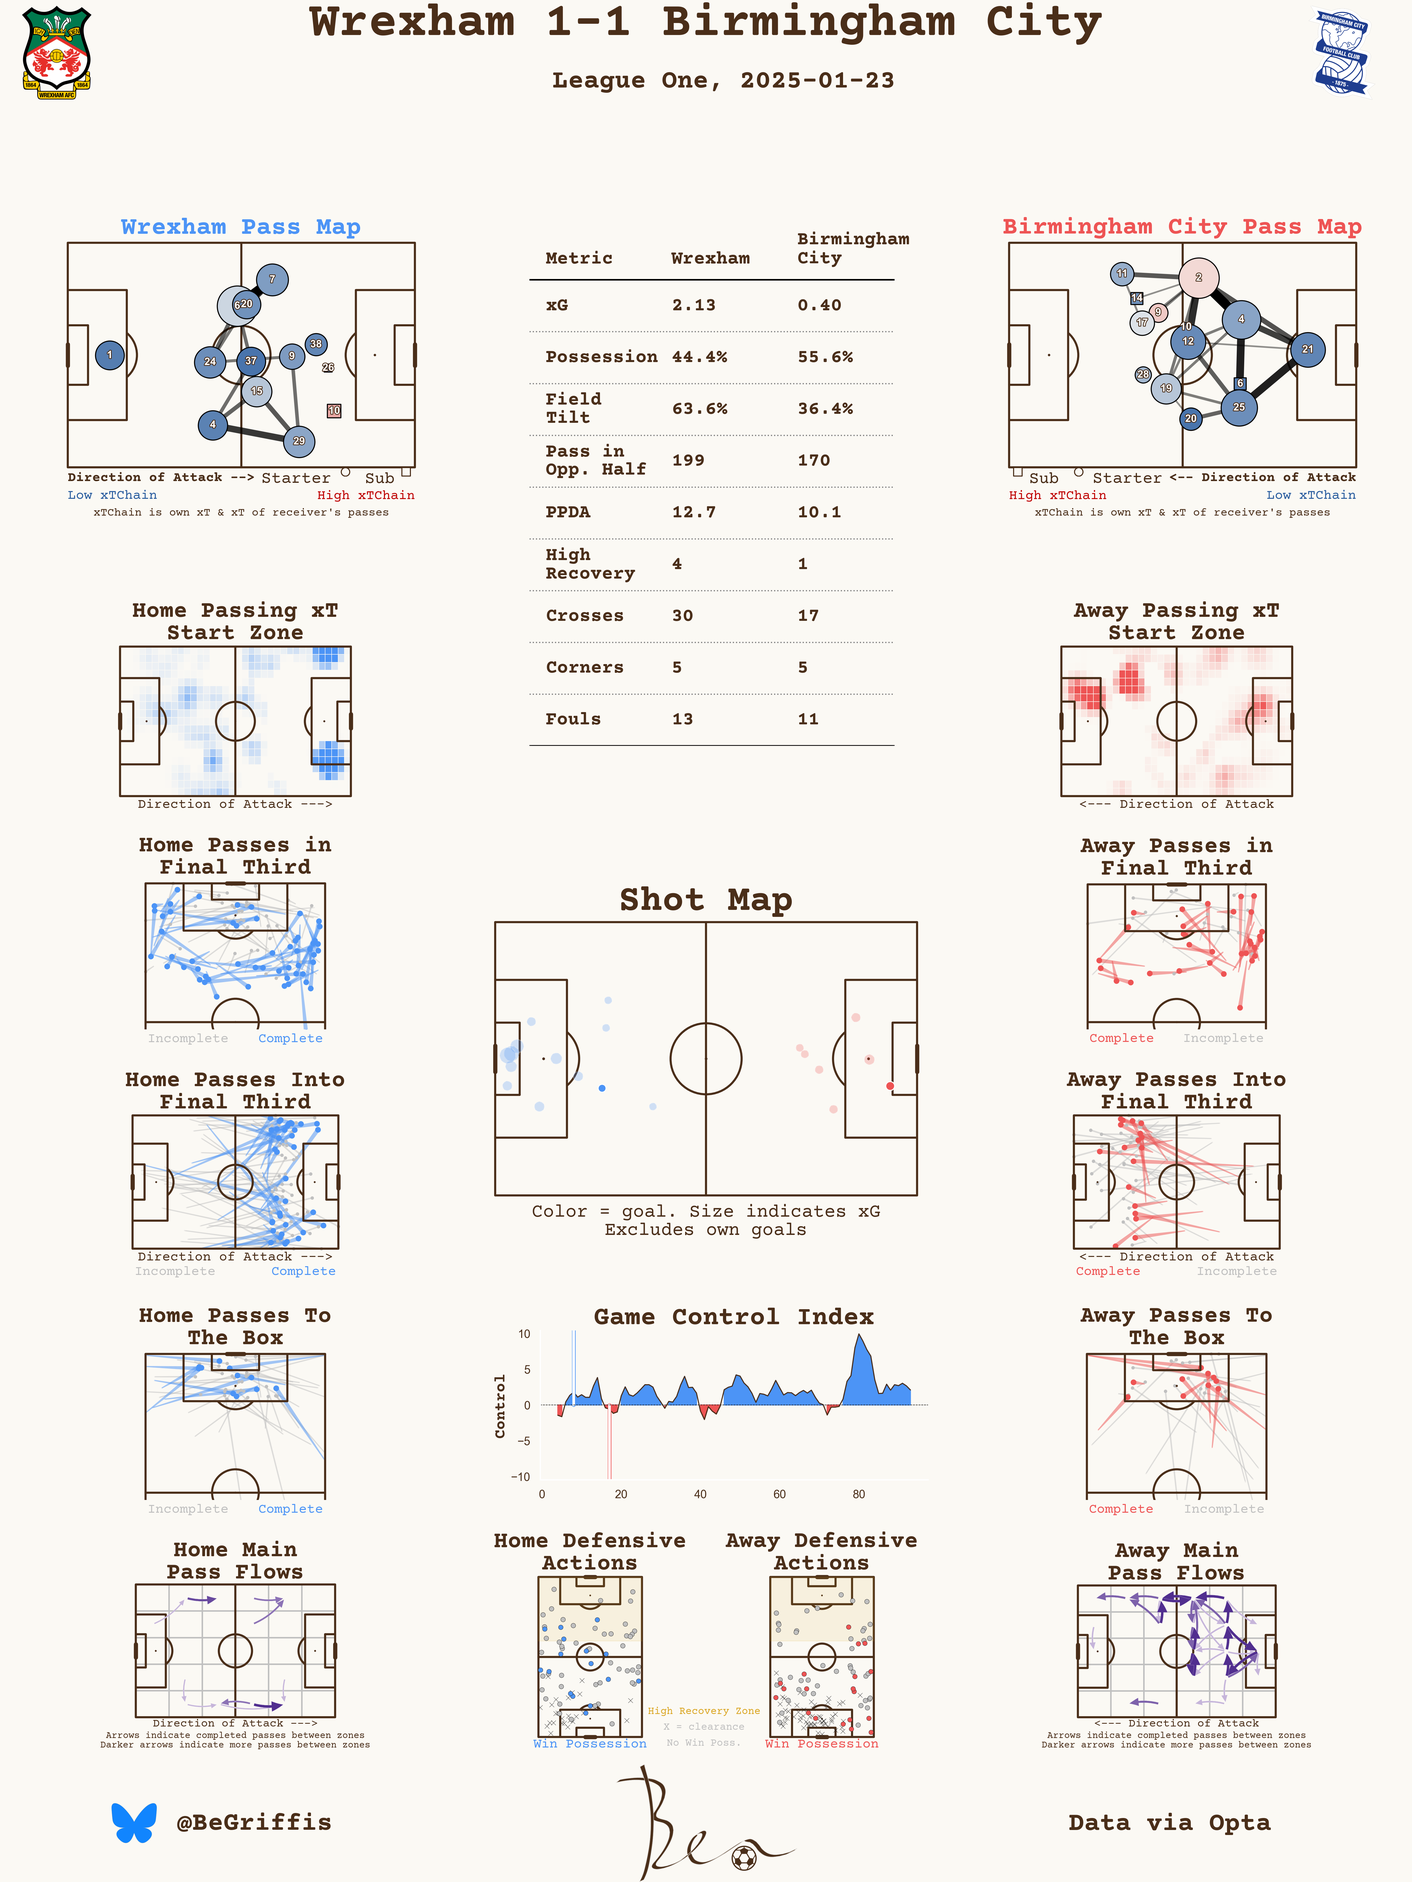 Wrexham 1-1 Birmingham City
League One, 2025-01-23
1864 1864
WREXHAM AFC
BIRMINGHAM CITY
FOOTBALL CLUB
1875
Wrexham Pass Map
7
6
20
1
24
37
9
38
26
15
10
4
29
Direction of Attack --> Starter Sub
Low xTChain High xTChain
xTChain is own xT & xT of receiver's passes
Metric Wrexham Birmingham City
xG 2.13 0.40
Possession 44.4% 55.6%
Field Tilt 63.6% 36.4%
Pass in Opp. Half 199 170
PPDA 12.7 10.1
High Recovery 4 1
Crosses 30 17
Corners 5 5
Fouls 13 11
Birmingham City Pass Map
11
2
14
9
17
10
4
12
21
28
19
6
20
25
Sub Starter <-- Direction of Attack
High xTChain Low xTChain
xTChain is own xT & xT of receiver's passes
Home Passing xT
Start Zone
Direction of Attack --->
Away Passing xT
Start Zone
<--- Direction of Attack
Home Passes in
Final Third
Incomplete Complete
Away Passes in
Final Third
Complete Incomplete
Shot Map
Color = goal. Size indicates xG
Excludes own goals
Home Passes Into
Final Third
Direction of Attack --->
Incomplete Complete
Away Passes Into
Final Third
<--- Direction of Attack
Complete Incomplete
Home Passes To
The Box
Incomplete Complete
Game Control Index
Control
10
5
0
−5
−10
0 20 40 60 80
Away Passes To
The Box
Complete Incomplete
Home Main
Pass Flows
Direction of Attack --->
Arrows indicate completed passes between zones
Darker arrows indicate more passes between zones
Home Defensive
Actions
Win Possession
High Recovery Zone
X = clearance
No Win Poss.
Away Defensive
Actions
Win Possession
Away Main
Pass Flows
<--- Direction of Attack
Arrows indicate completed passes between zones
Darker arrows indicate more passes between zones
@BeGriffis
Ben
Data via Opta